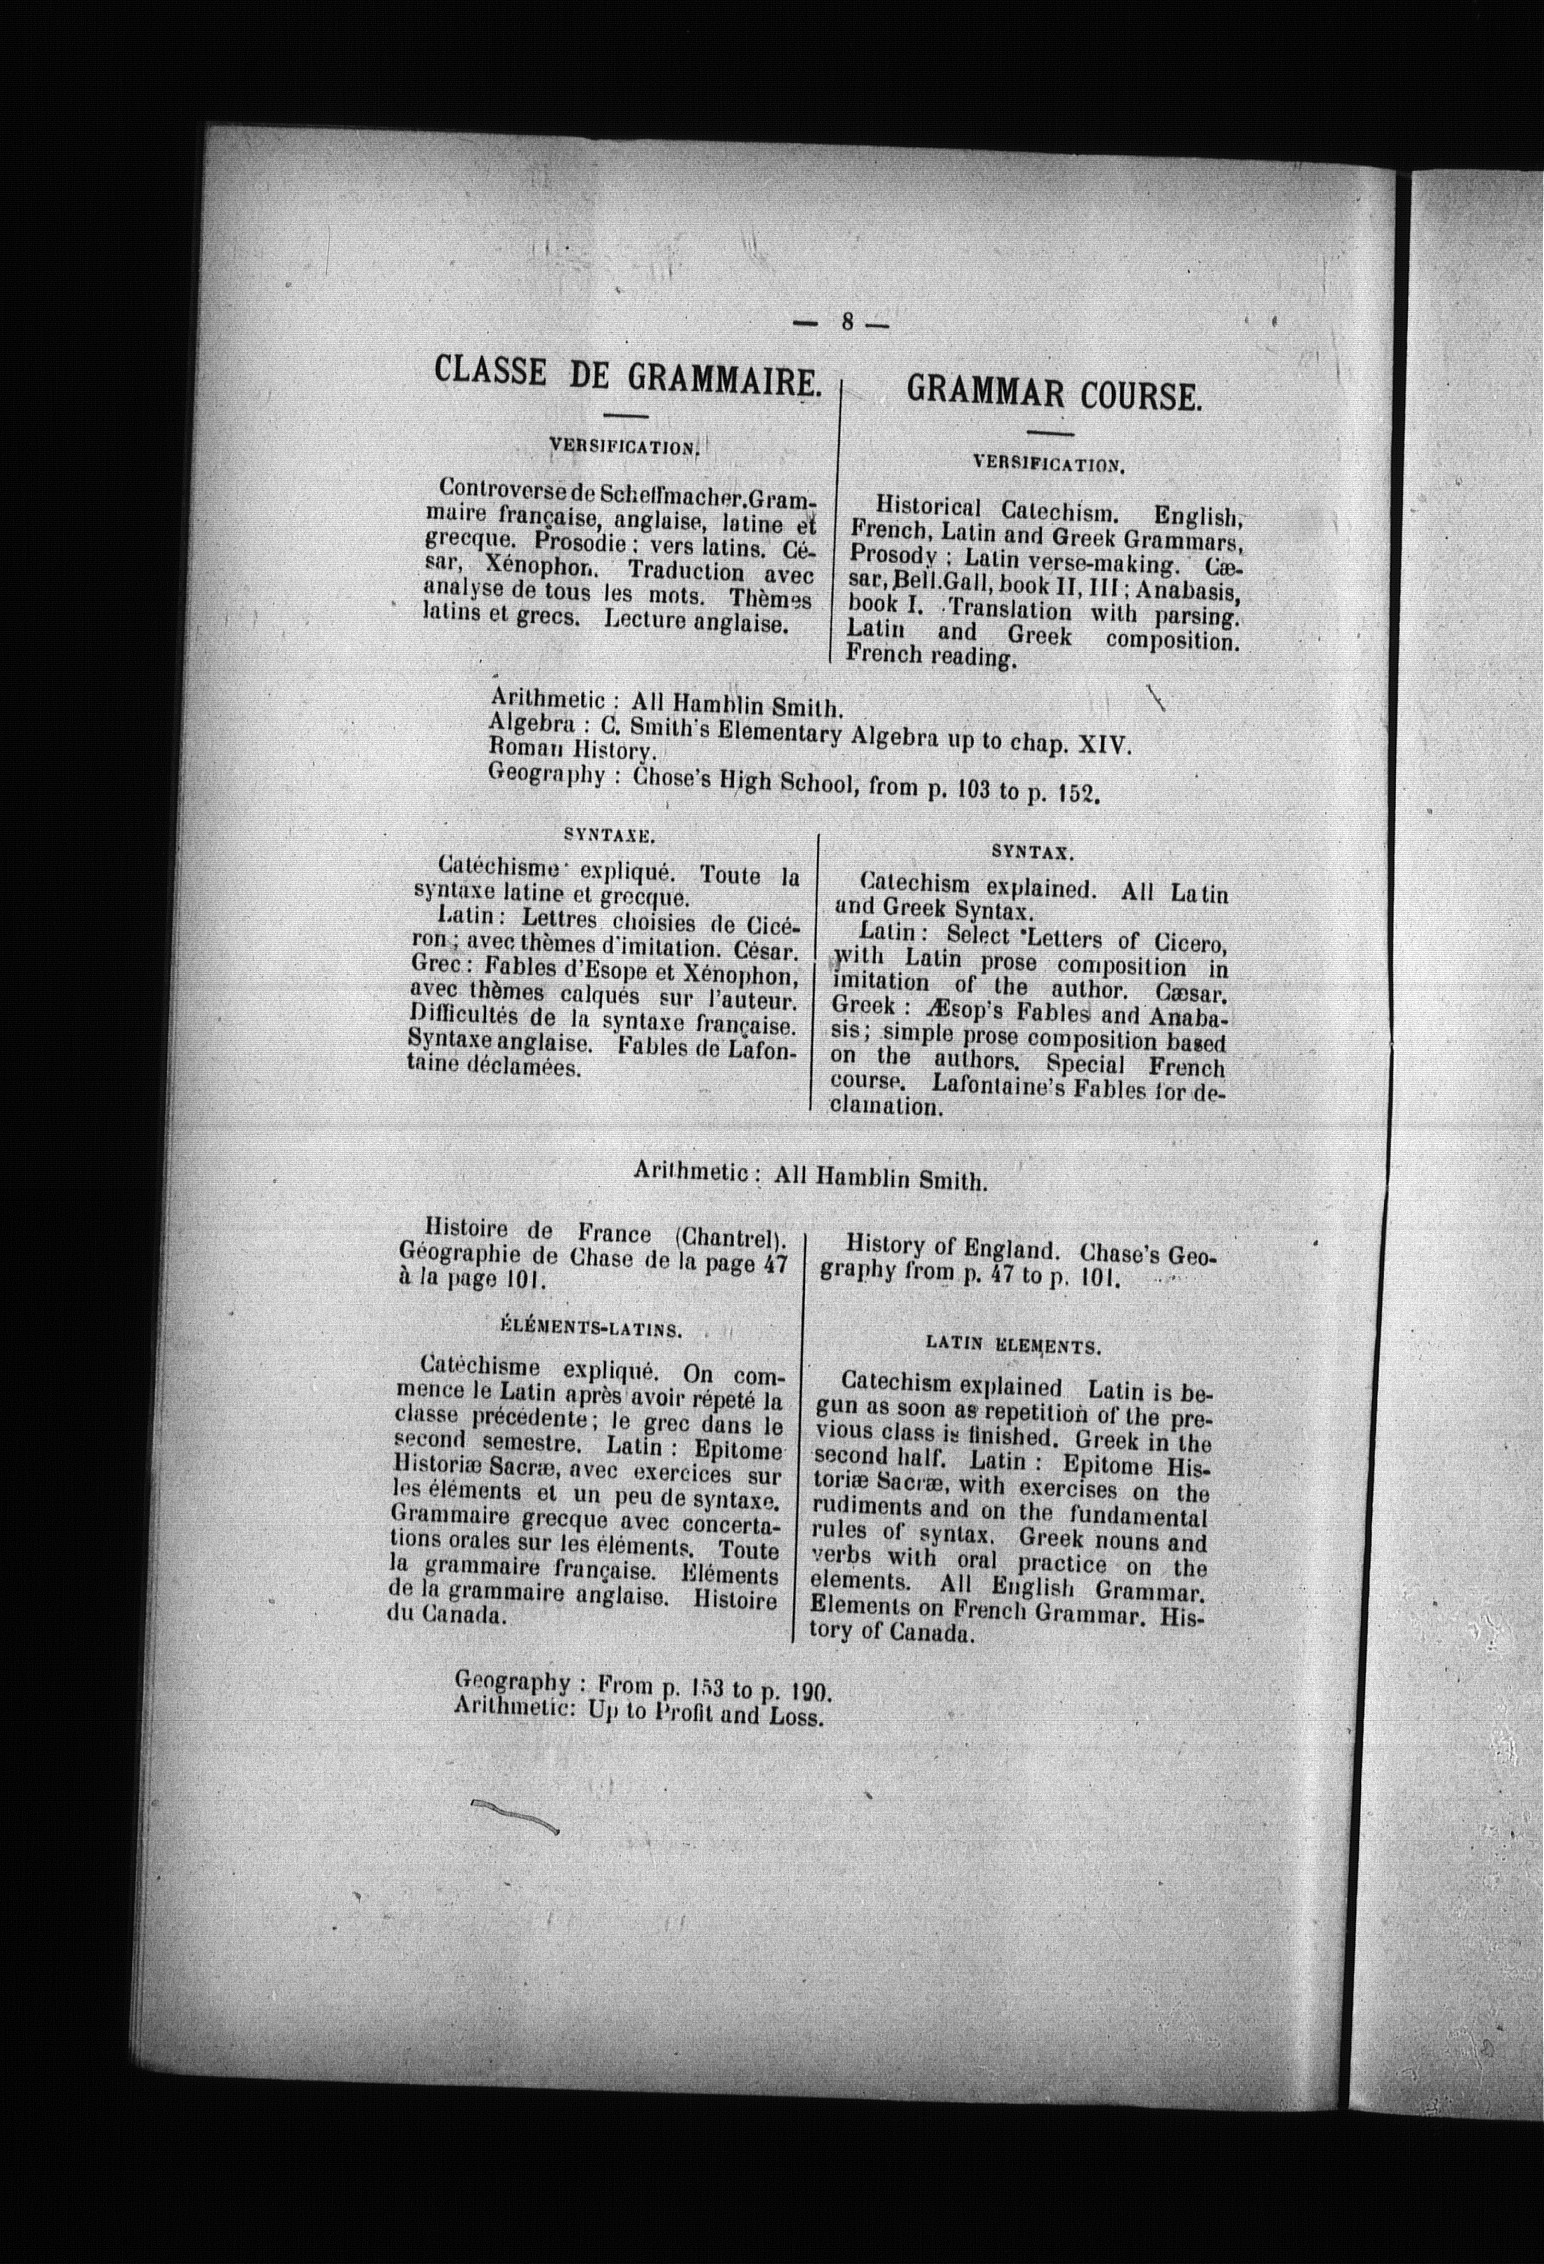 — 8 —
CLASSE DE GRAMMAIRE.
VERSIFICATION.
Controverse de Scheffmacher. Gram-
maire française, anglaise, latine et
grecque. Prosodie : vers latins. Cé-
sar, Xénophon. Traduction avec
analyse de tous les mots. Thèmes
latins et grecs. Lecture anglaise.
GRAMMAR COURSE.
VERSIFICATION.
Historical Catechism. English,
French, Latin and Greek Grammars,
Prosody ; Latin verse-making. Cæ-
sar, Bell. Gall, book II, III ; Anabasis,
book I. Translation with parsing.
Latin and Greek composition.
French reading.
Arithmetic : All Hamblin Smith.
Algebra : C. Smith's Elementary Algebra up to chap. XIV.
Roman History.
Geography : Chose's High School, from p. 103 to p. 152.
SYNTAXE.
Catéchisme expliqué. Toute la
syntaxe latine et grecque.
Latin : Lettres choisies de Cicé-
ron ; avec thèmes d'imitation. César.
Grec : Fables d'Esope et Xénophon,
avec thèmes calqués sur l'auteur.
Difficultés de la syntaxe française.
Syntaxe anglaise. Fables de Lafon-
taine déclamées.
SYNTAX.
Catechism explained. All Latin
and Greek Syntax.
Latin : Select Letters of Cicero,
with Latin prose composition in
imitation of the author. Cæsar.
Greek : Æsop's Fables and Anaba-
sis ; simple prose composition based
on the authors. Special French
course. Lafontaine's Fables for de-
clamation.
Arithmetic : All Hamblin Smith.
Histoire de France (Chantrel).
Géographie de Chase de la page 47
à la page 101.
History of England. Chase's Geo-
graphy from p. 47 to p. 101.
ÉLÉMENTS-LATINS.
Catéchisme expliqué. On com-
mence le Latin après avoir répété la
classe précédente ; le grec dans le
second semestre. Latin : Epitome
Historiæ Sacræ, avec exercices sur
les éléments et un peu de syntaxe.
Grammaire grecque avec concerta-
tions orales sur les éléments. Toute
la grammaire française. Eléments
de la grammaire anglaise. Histoire
du Canada.
LATIN ELEMENTS.
Catechism explained Latin is be-
gun as soon as repetition of the pre-
vious class is finished. Greek in the
second half. Latin : Epitome His-
toriæ Sacræ, with exercises on the
rudiments and on the fundamental
rules of syntax. Greek nouns and
verbs with oral practice on the
elements. All English Grammar.
Elements on French Grammar. His-
tory of Canada.
Geography : From p. 153 to p. 190.
Arithmetic : Up to Profit and Loss.